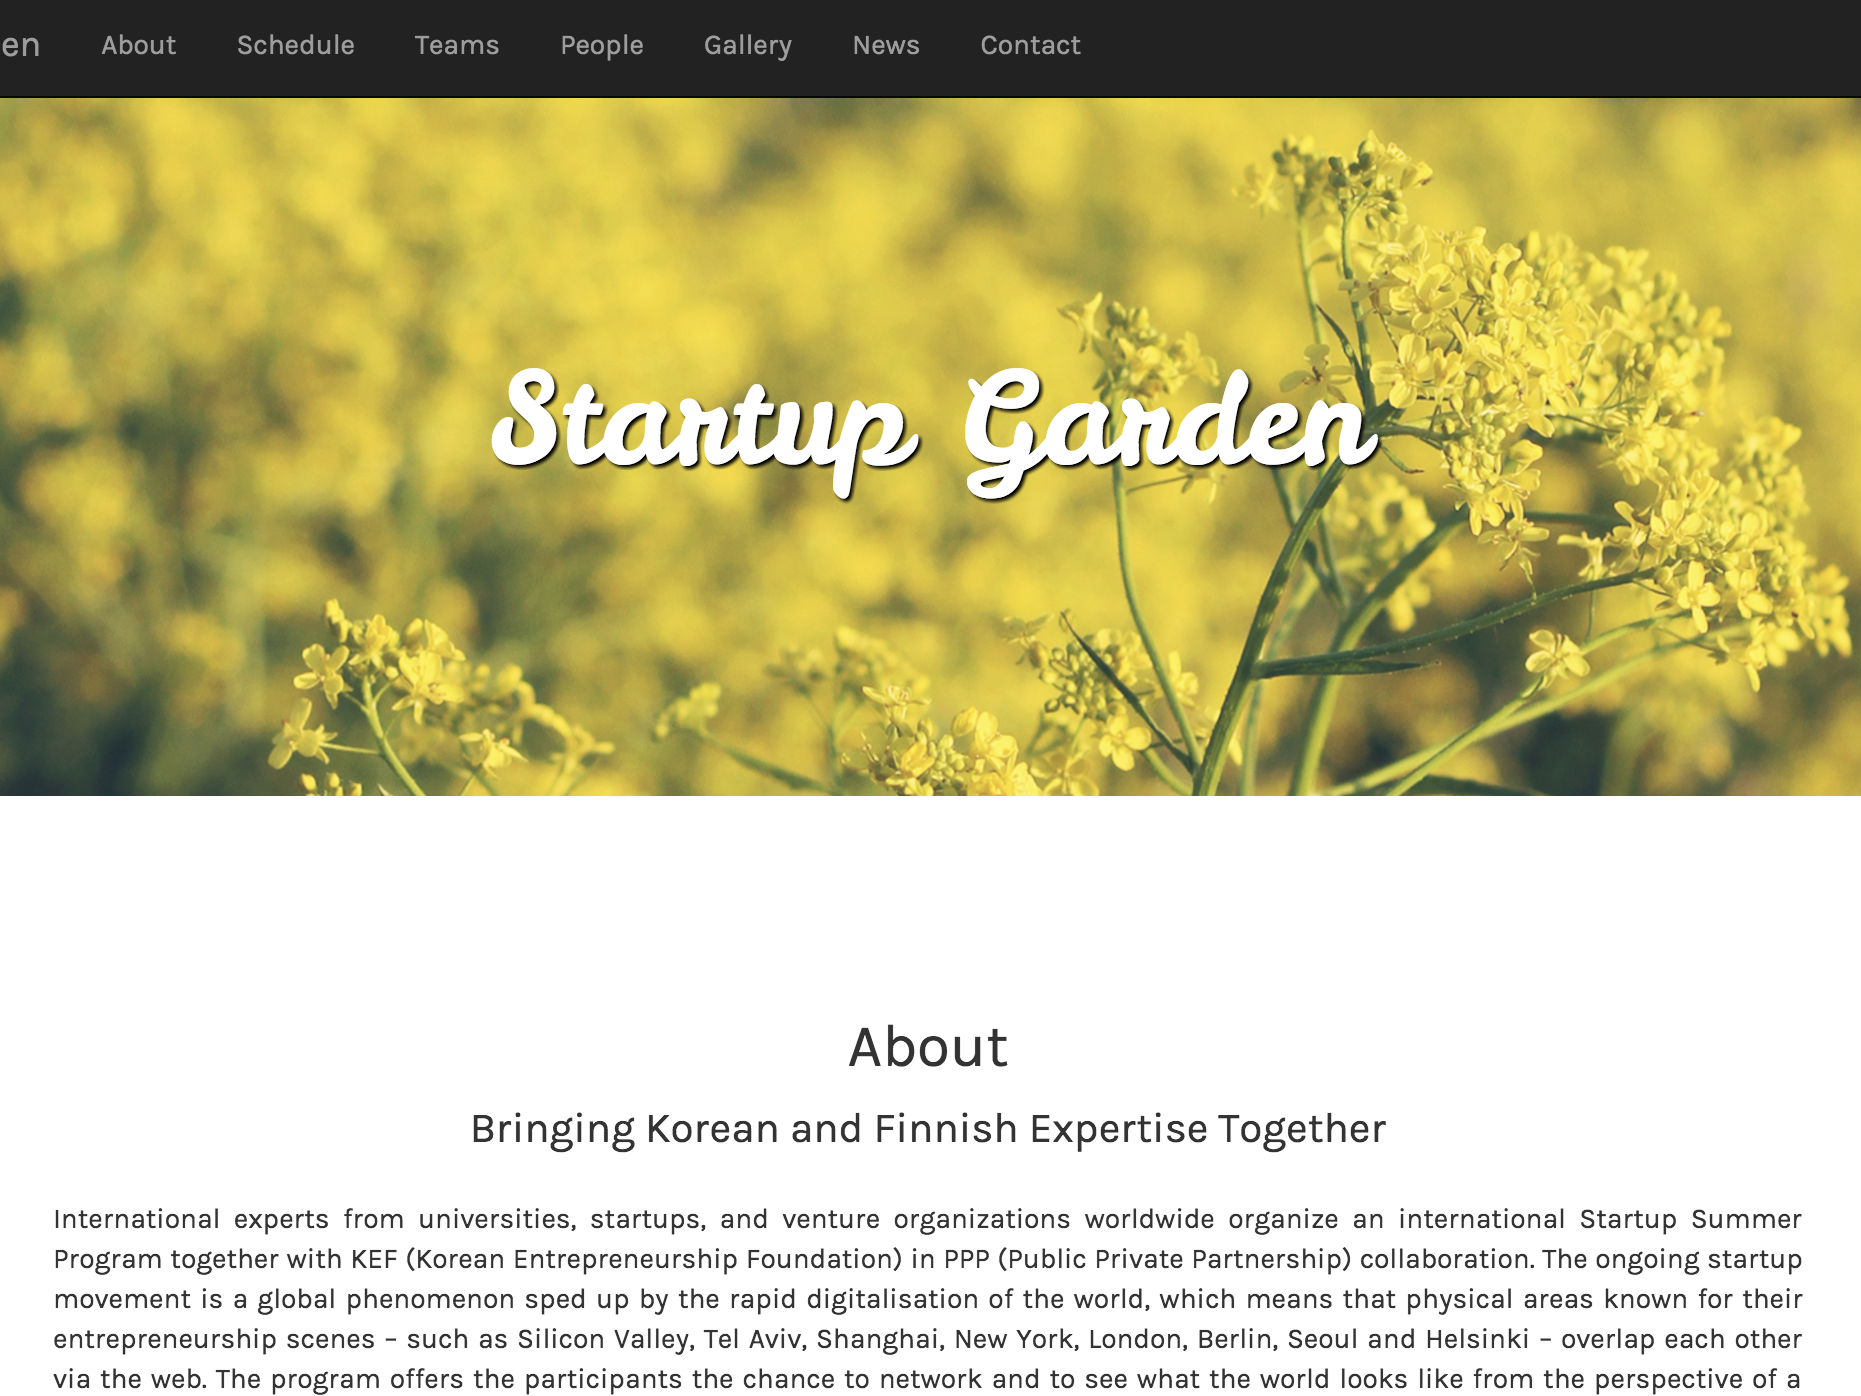 en About Schedule Teams People Gallery News Contact
Startup Garden
About
Bringing Korean and Finnish Expertise Together
International experts from universities, startups, and venture organizations worldwide organize an international Startup Summer
Program together with KEF (Korean Entrepreneurship Foundation) in PPP (Public Private Partnership) collaboration. The ongoing startup
movement is a global phenomenon sped up by the rapid digitalisation of the world, which means that physical areas known for their
entrepreneurship scenes – such as Silicon Valley, Tel Aviv, Shanghai, New York, London, Berlin, Seoul and Helsinki – overlap each other
via the web. The program offers the participants the chance to network and to see what the world looks like from the perspective of a